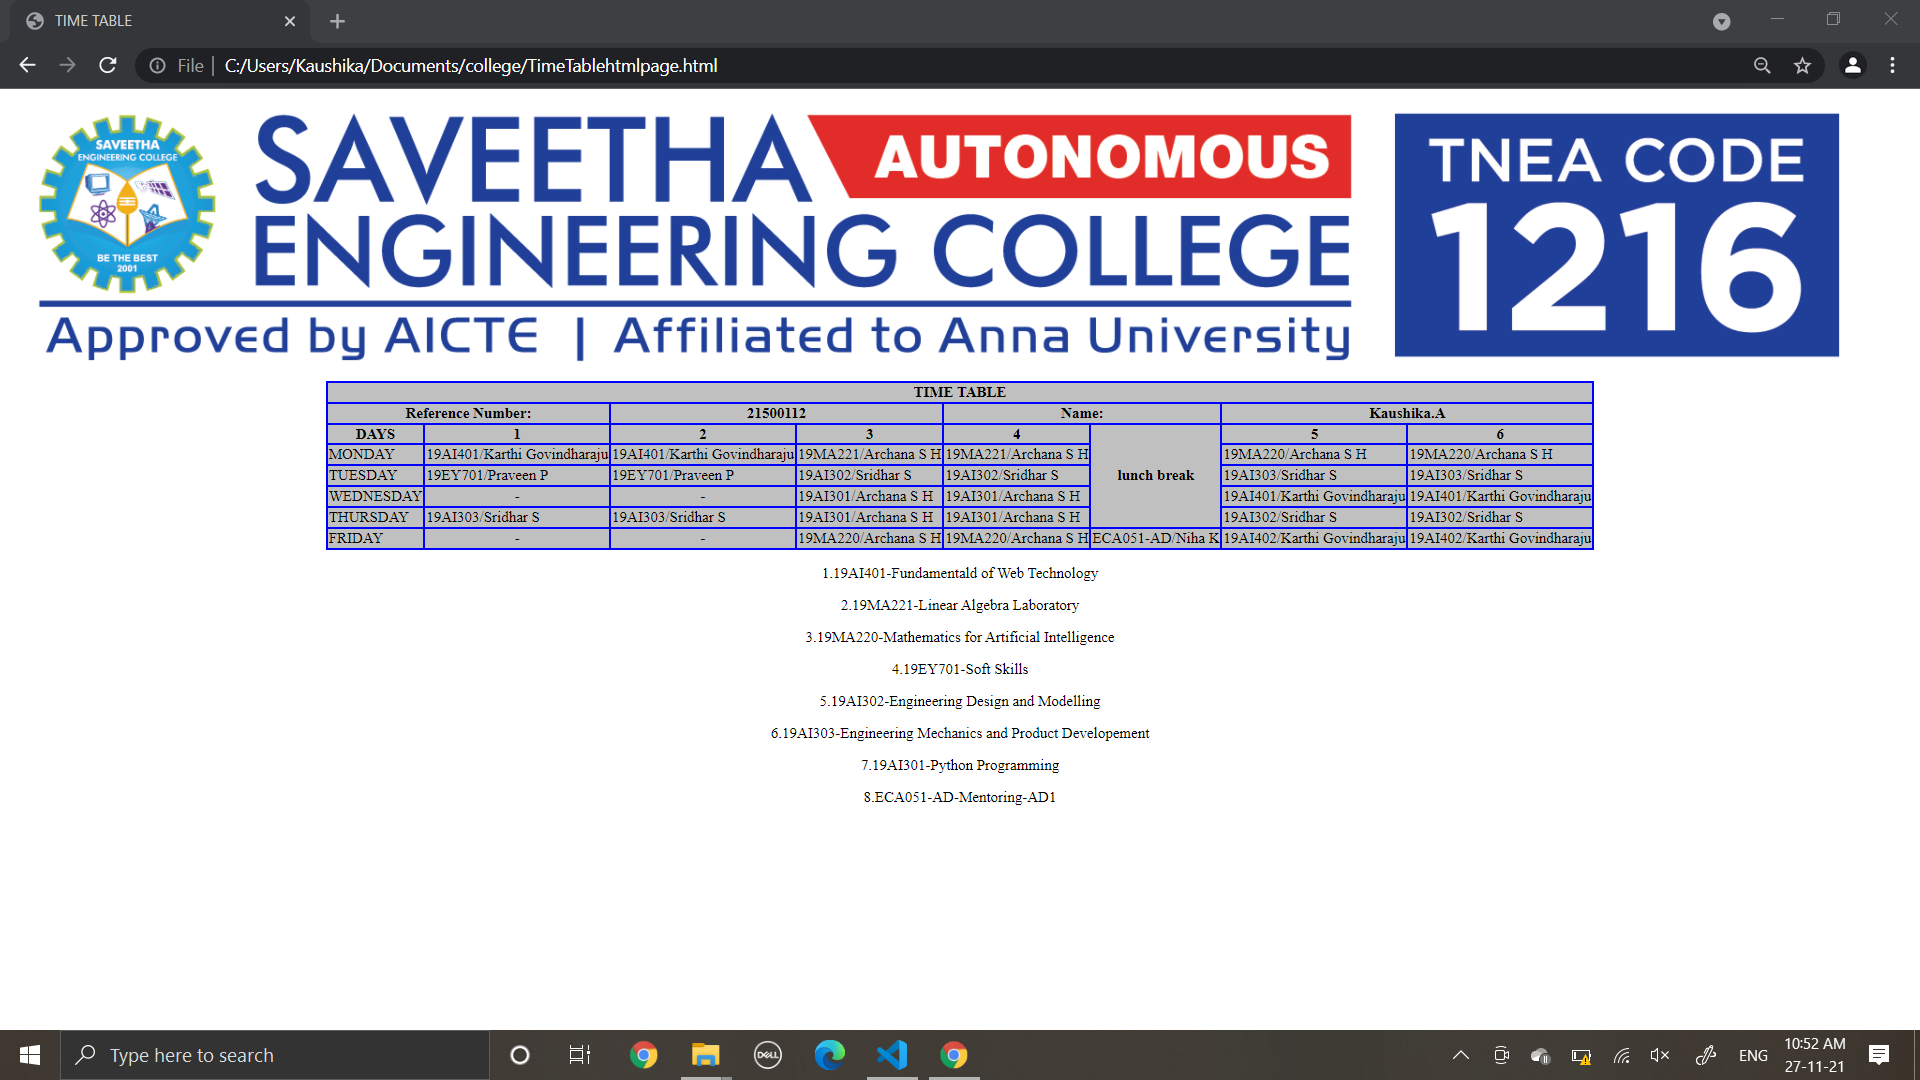 TIME TABLE
File
C:/Users/Kaushika/Documents/college/TimeTablehtmlpage.html
SAVEETHA
ENGINEERING COLLEGE
BE THE BEST
2001
SAVEETHA AUTONOMOUS
ENGINEERING COLLEGE
Approved by AICTE | Affiliated to Anna University
TNEA CODE
1216
TIME TABLE
Reference Number: 21500112 Name: Kaushika.A
DAYS 1 2 3 4 lunch break 5 6
MONDAY 19AI401/Karthi Govindharaju 19AI401/Karthi Govindharaju 19MA221/Archana S H 19MA221/Archana S H 19MA220/Archana S H 19MA220/Archana S H
TUESDAY 19EY701/Praveen P 19EY701/Praveen P 19AI302/Sridhar S 19AI302/Sridhar S 19AI303/Sridhar S 19AI303/Sridhar S
WEDNESDAY - - 19AI301/Archana S H 19AI301/Archana S H 19AI401/Karthi Govindharaju 19AI401/Karthi Govindharaju
THURSDAY 19AI303/Sridhar S 19AI303/Sridhar S 19AI301/Archana S H 19AI301/Archana S H 19AI302/Sridhar S 19AI302/Sridhar S
FRIDAY - - 19MA220/Archana S H 19MA220/Archana S H ECA051-AD/Niha K 19AI402/Karthi Govindharaju 19AI402/Karthi Govindharaju
1.19AI401-Fundamentald of Web Technology
2.19MA221-Linear Algebra Laboratory
3.19MA220-Mathematics for Artificial Intelligence
4.19EY701-Soft Skills
5.19AI302-Engineering Design and Modelling
6.19AI303-Engineering Mechanics and Product Developement
7.19AI301-Python Programming
8.ECA051-AD-Mentoring-AD1
Type here to search
DELL
ENG
10:52 AM
27-11-21